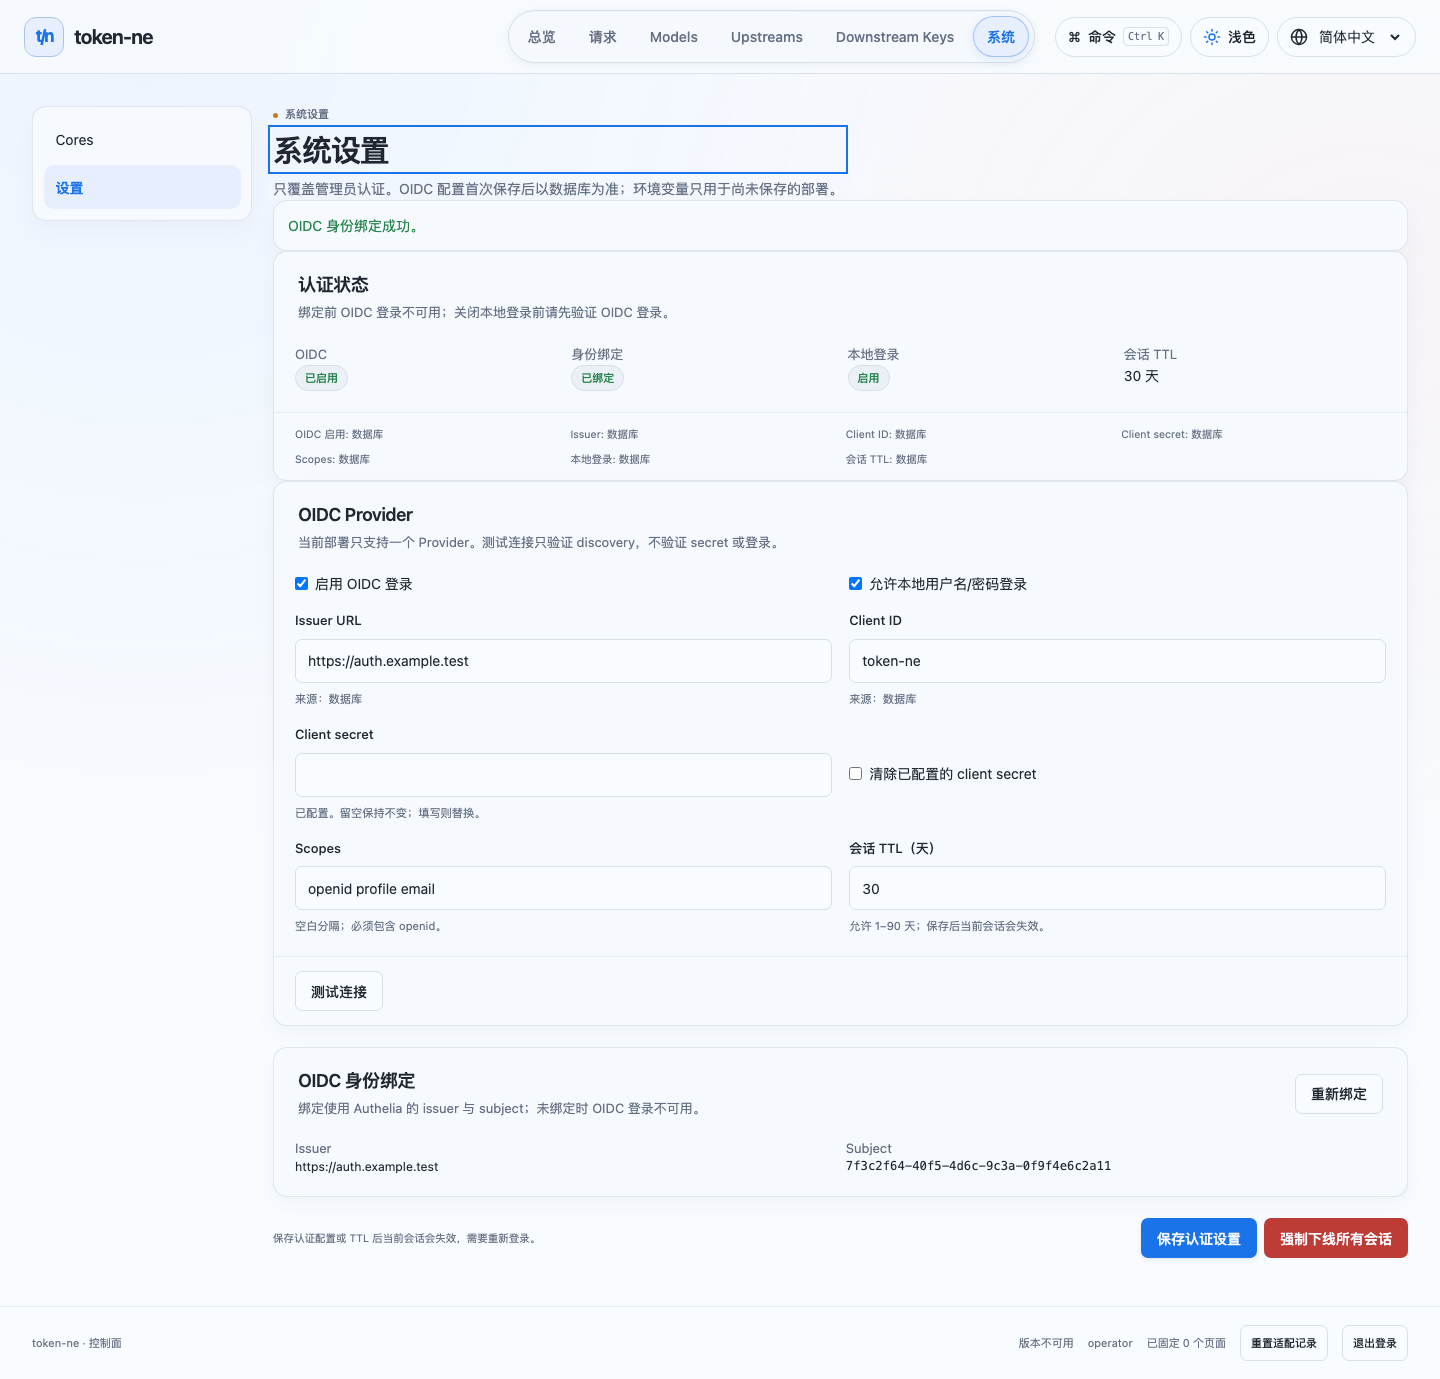 t/n token-ne
总览 请求 Models Upstreams Downstream Keys 系统
⌘ 命令 Ctrl K 浅色 简体中文
Cores
设置
系统设置
系统设置
只覆盖管理员认证。OIDC 配置首次保存后以数据库为准；环境变量只用于尚未保存的部署。
OIDC 身份绑定成功。
认证状态
绑定前 OIDC 登录不可用；关闭本地登录前请先验证 OIDC 登录。
OIDC 身份绑定 本地登录 会话 TTL
已启用 已绑定 启用 30 天
OIDC 启用: 数据库 Issuer: 数据库 Client ID: 数据库 Client secret: 数据库
Scopes: 数据库 本地登录: 数据库 会话 TTL: 数据库
OIDC Provider
当前部署只支持一个 Provider。测试连接只验证 discovery，不验证 secret 或登录。
启用 OIDC 登录 允许本地用户名/密码登录
Issuer URL Client ID
https://auth.example.test token-ne
来源：数据库 来源：数据库
Client secret
清除已配置的 client secret
已配置。留空保持不变；填写则替换。
Scopes 会话 TTL（天）
openid profile email 30
空白分隔；必须包含 openid。 允许 1–90 天；保存后当前会话会失效。
测试连接
OIDC 身份绑定
绑定使用 Authelia 的 issuer 与 subject；未绑定时 OIDC 登录不可用。
重新绑定
Issuer Subject
https://auth.example.test 7f3c2f64-40f5-4d6c-9c3a-0f9f4e6c2a11
保存认证配置或 TTL 后当前会话会失效，需要重新登录。
保存认证设置 强制下线所有会话
token-ne · 控制面 版本不可用 operator 已固定 0 个页面 重置适配记录 退出登录